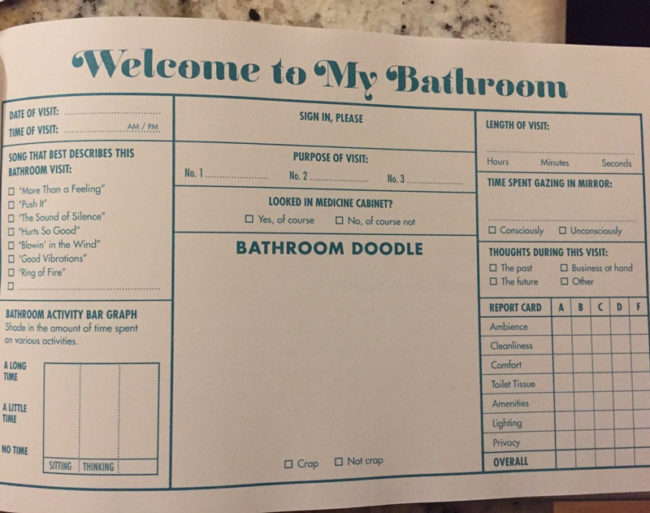 Welcome to My Bathroom
DATE OF VISIT:
TIME OF VISIT: AM / PM
SONG THAT BEST DESCRIBES THIS
BATHROOM VISIT:
"More Than a Feeling"
"Push It"
"The Sound of Silence"
"Hurts So Good"
"Blowin' in the Wind"
"Good Vibrations"
"Ring of Fire"
BATHROOM ACTIVITY BAR GRAPH
Shade in the amount of time spent
on various activities.
A LONG
TIME
A LITTLE
TIME
NO TIME
SITTING THINKING
SIGN IN, PLEASE
PURPOSE OF VISIT:
No. 1 No. 2 No. 3
LOOKED IN MEDICINE CABINET?
Yes, of course No, of course not
BATHROOM DOODLE
Crap Not crap
LENGTH OF VISIT:
Hours Minutes Seconds
TIME SPENT GAZING IN MIRROR:
Consciously Unconsciously
THOUGHTS DURING THIS VISIT:
The past Business at hand
The future Other
REPORT CARD A B C D F
Ambience
Cleanliness
Comfort
Toilet Tissue
Amenities
Lighting
Privacy
OVERALL